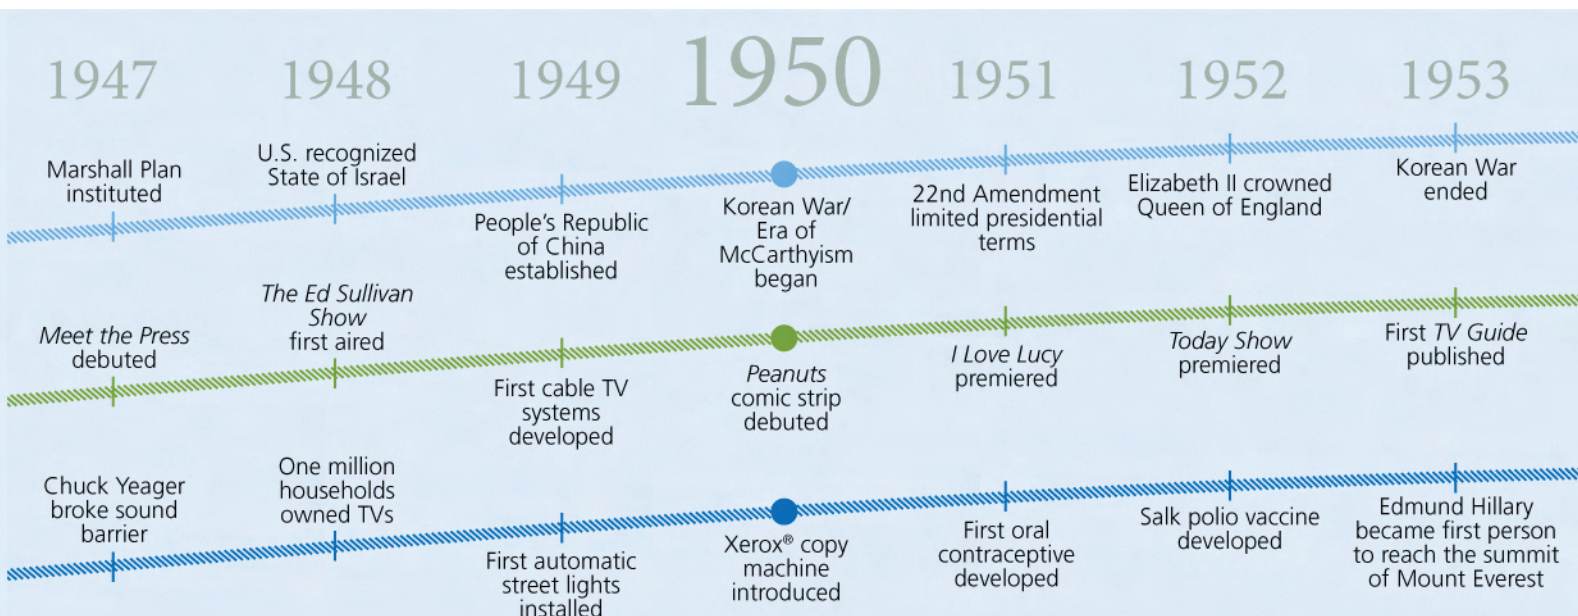 1947
1948
1949
1950
1951
1952
1953
Marshall Plan
instituted
U.S. recognized
State of Israel
People's Republic
of China
established
Korean War/
Era of
McCarthyism
began
22nd Amendment
limited presidential
terms
Elizabeth II crowned
Queen of England
Korean War
ended
Meet the Press
debuted
The Ed Sullivan
Show
first aired
First cable TV
systems
developed
Peanuts
comic strip
debuted
I Love Lucy
premiered
Today Show
premiered
First TV Guide
published
Chuck Yeager
broke sound
barrier
One million
households
owned TVs
First automatic
street lights
installed
Xerox® copy
machine
introduced
First oral
contraceptive
developed
Salk polio vaccine
developed
Edmund Hillary
became first person
to reach the summit
of Mount Everest